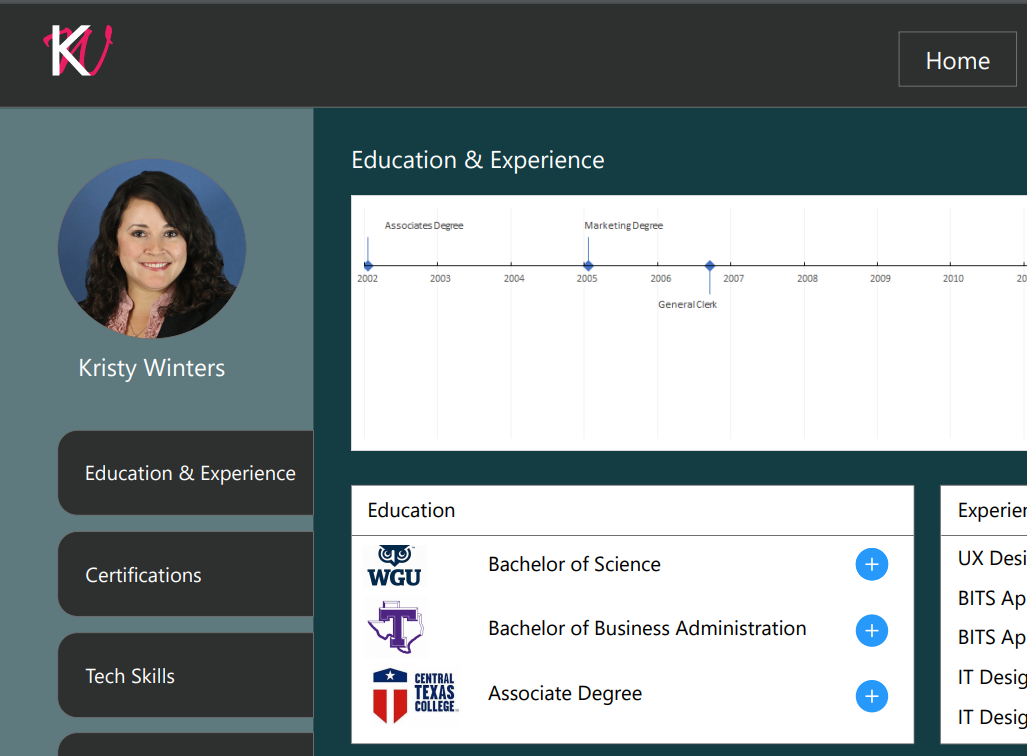 KW
Home
Kristy Winters
Education & Experience
Certifications
Tech Skills
Education & Experience
Associates Degree
Marketing Degree
2002 2003 2004 2005 2006 2007 2008 2009 2010 20
General Clerk
Education
WGU
Bachelor of Science
T
Bachelor of Business Administration
CENTRAL
TEXAS
COLLEGE
Associate Degree
Experien
UX Desi
BITS Ap
BITS Ap
IT Desig
IT Desig